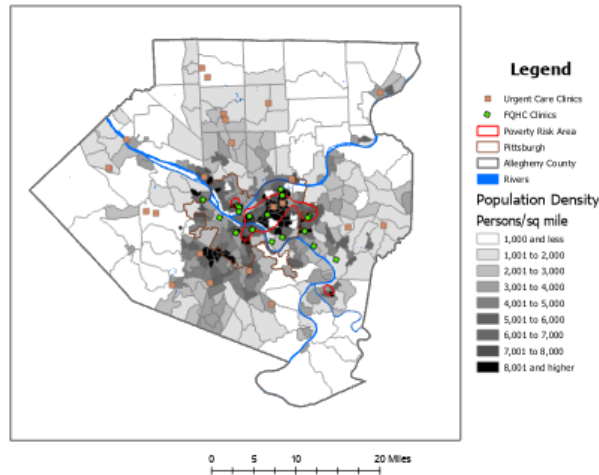 Legend
Urgent Care Clinics
FQHC Clinics
Poverty Risk Area
Pittsburgh
Allegheny County
Rivers
Population Density
Persons/sq mile
1,000 and less
1,001 to 2,000
2,001 to 3,000
3,001 to 4,000
4,001 to 5,000
5,001 to 6,000
6,001 to 7,000
7,001 to 8,000
8,001 and higher
0 5 10 20 Miles